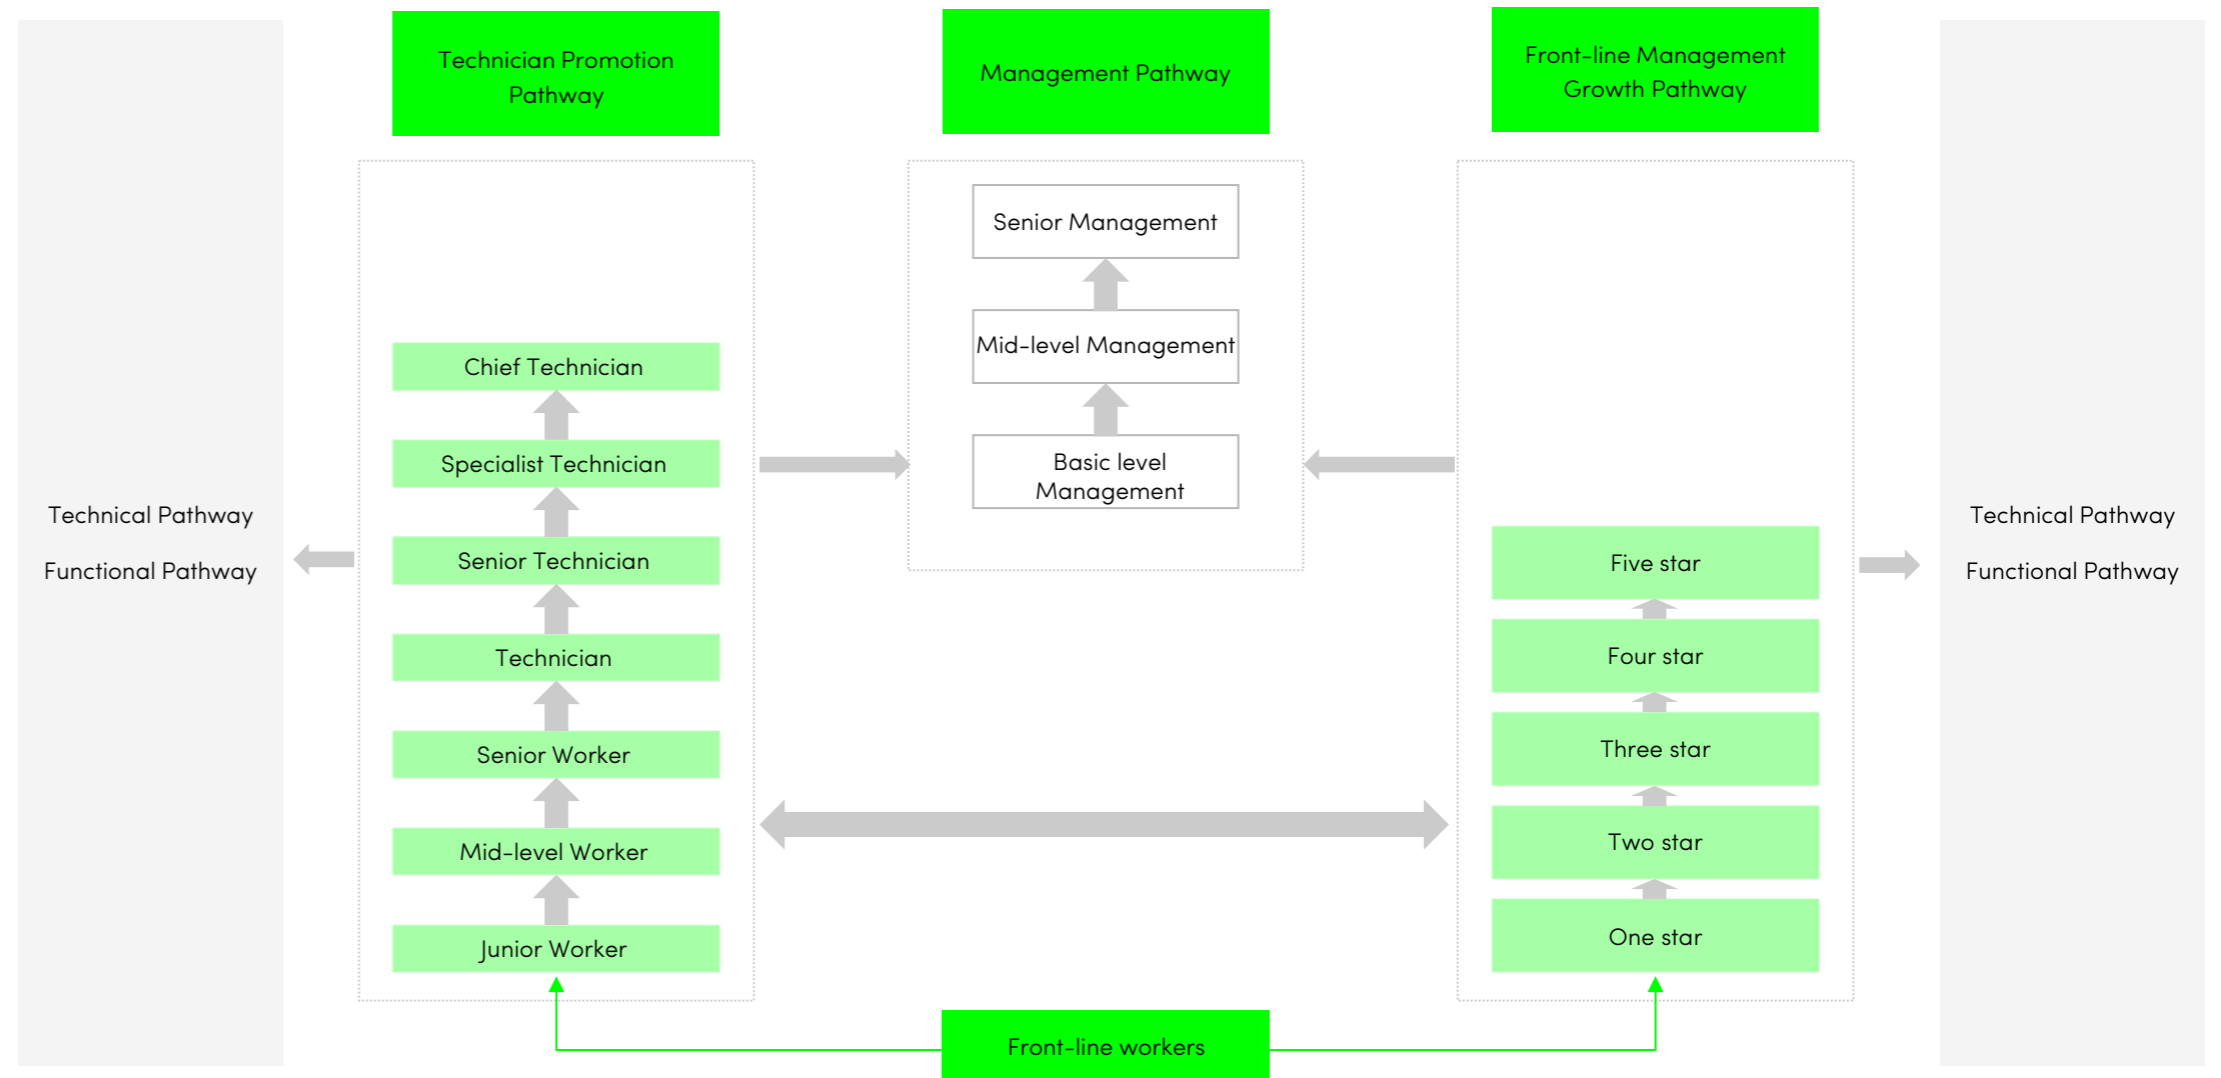 Technician Promotion
Pathway
Management Pathway
Front-line Management
Growth Pathway
Technical Pathway
Functional Pathway
Chief Technician
Specialist Technician
Senior Technician
Technician
Senior Worker
Mid-level Worker
Junior Worker
Senior Management
Mid-level Management
Basic level
Management
Five star
Four star
Three star
Two star
One star
Technical Pathway
Functional Pathway
Front-line workers